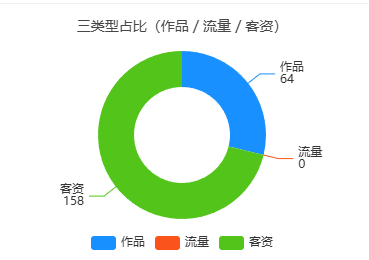 三类型占比（作品 / 流量 / 客资）
作品
64
流量
0
客资
158
作品 流量 客资